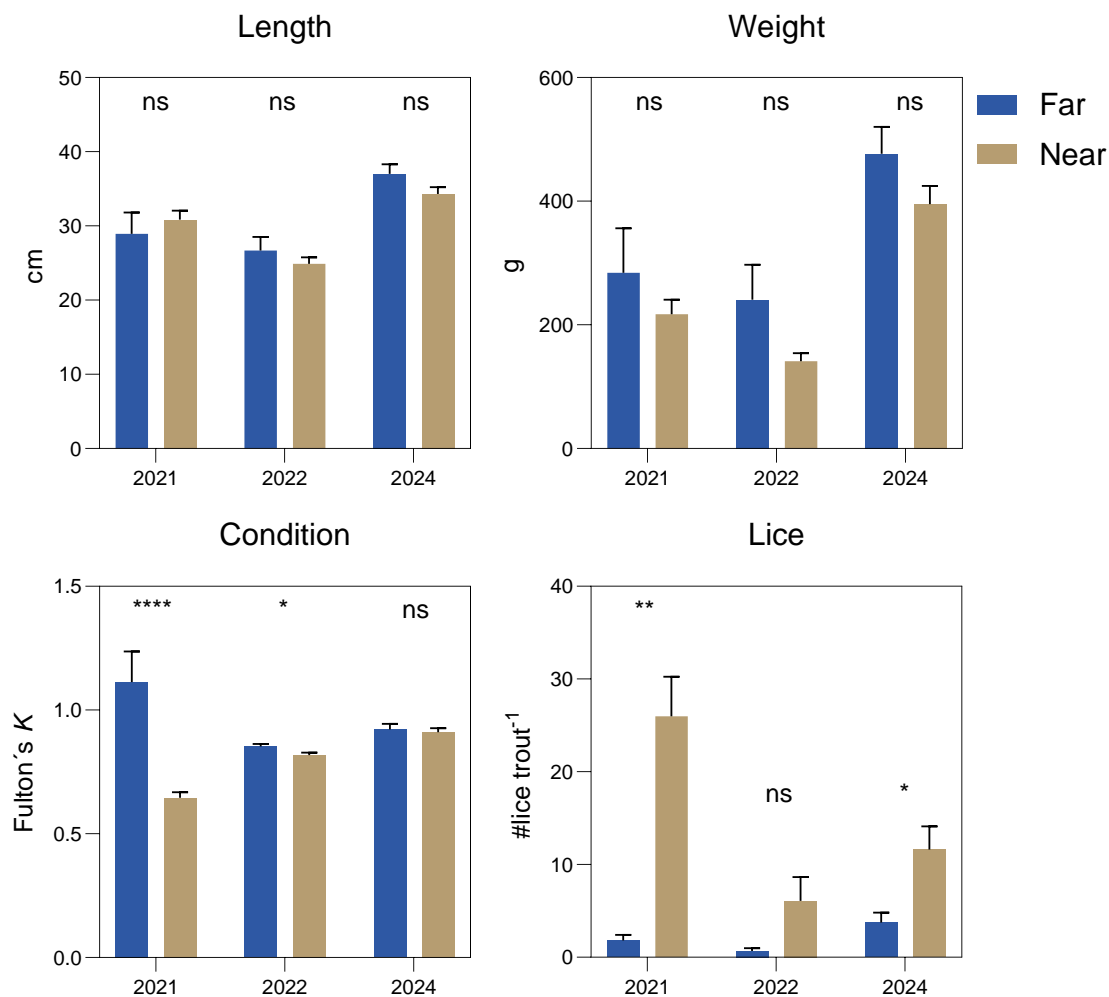 Length
50
40
30
20
10
0
cm
ns
ns
ns
2021
2022
2024
Weight
600
400
200
0
g
ns
ns
ns
2021
2022
2024
Far
Near
Condition
1.5
1.0
0.5
0.0
Fulton´s K
****
*
ns
2021
2022
2024
Lice
40
30
20
10
0
#lice trout-1
**
ns
*
2021
2022
2024